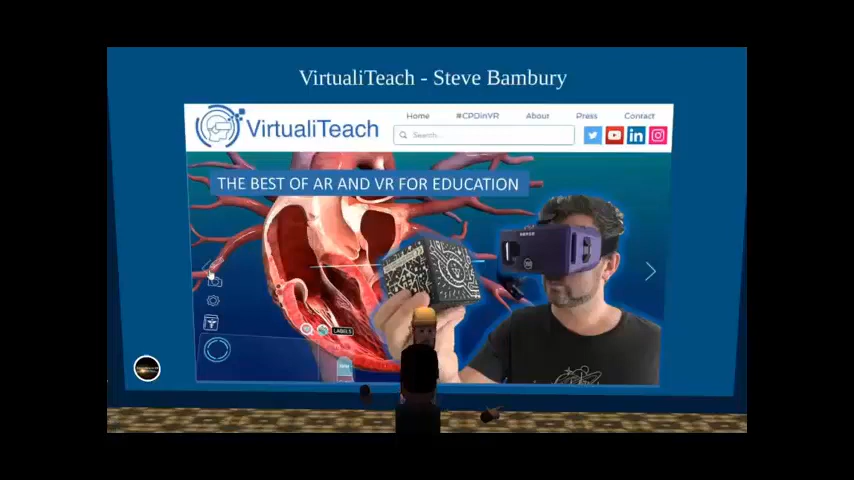 VirtualiTeach - Steve Bambury
VirtualiTeach
Home
#CPDinVR
About
Press
Contact
Search...
THE BEST OF AR AND VR FOR EDUCATION
LABELS